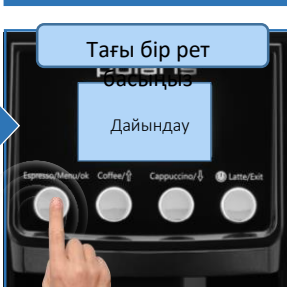 Тағы бір рет
басыңыз
Дайындау
Espresso/Menu/ok Coffee/⇧ Cappuccino/⇩ Latte/Exit